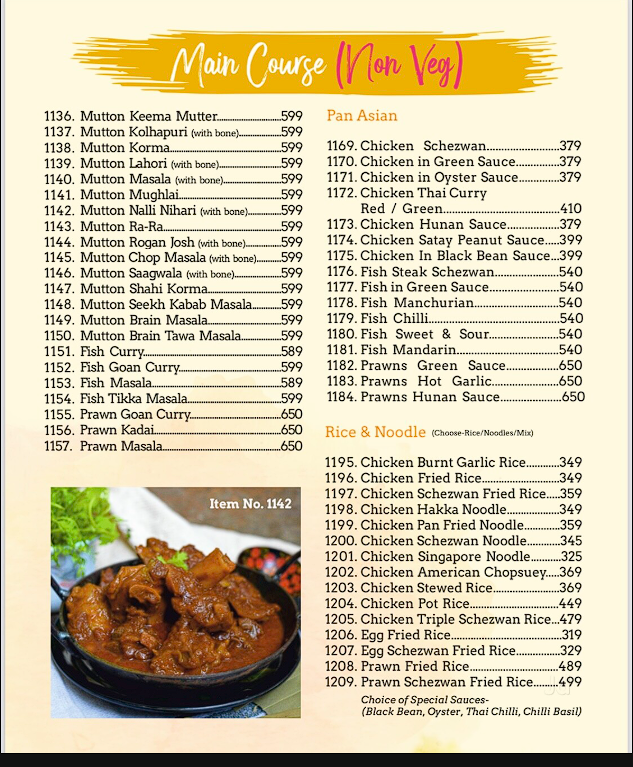 Main Course (Non Veg)
1136. Mutton Keema Mutter....................599
1137. Mutton Kolhapuri (with bone)....................599
1138. Mutton Korma....................599
1139. Mutton Lahori (with bone)....................599
1140. Mutton Masala (with bone)....................599
1141. Mutton Mughlai....................599
1142. Mutton Nalli Nihari (with bone)....................599
1143. Mutton Ra-Ra....................599
1144. Mutton Rogan Josh (with bone)....................599
1145. Mutton Chop Masala (with bone)....................599
1146. Mutton Saagwala (with bone)....................599
1147. Mutton Shahi Korma....................599
1148. Mutton Seekh Kabab Masala....................599
1149. Mutton Brain Masala....................599
1150. Mutton Brain Tawa Masala....................599
1151. Fish Curry....................589
1152. Fish Goan Curry....................599
1153. Fish Masala....................589
1154. Fish Tikka Masala....................599
1155. Prawn Goan Curry....................650
1156. Prawn Kadai....................650
1157. Prawn Masala....................650
Item No. 1142
Pan Asian
1169. Chicken Schezwan..........................379
1170. Chicken in Green Sauce...............379
1171. Chicken in Oyster Sauce..............379
1172. Chicken Thai Curry
Red / Green...............................410
1173. Chicken Hunan Sauce.................379
1174. Chicken Satay Peanut Sauce.....399
1175. Chicken In Black Bean Sauce...399
1176. Fish Steak Schezwan....................540
1177. Fish in Green Sauce.....................540
1178. Fish Manchurian.........................540
1179. Fish Chilli...................................540
1180. Fish Sweet & Sour......................540
1181. Fish Mandarin............................540
1182. Prawns Green Sauce................650
1183. Prawns Hot Garlic....................650
1184. Prawns Hunan Sauce.................650
Rice & Noodle (Choose-Rice/Noodles/Mix)
1195. Chicken Burnt Garlic Rice..........349
1196. Chicken Fried Rice.....................349
1197. Chicken Schezwan Fried Rice.....359
1198. Chicken Hakka Noodle...............349
1199. Chicken Pan Fried Noodle..........359
1200. Chicken Schezwan Noodle.........345
1201. Chicken Singapore Noodle.........325
1202. Chicken American Chopsuey.....369
1203. Chicken Stewed Rice..................369
1204. Chicken Pot Rice........................449
1205. Chicken Triple Schezwan Rice...479
1206. Egg Fried Rice............................319
1207. Egg Schezwan Fried Rice............329
1208. Prawn Fried Rice........................489
1209. Prawn Schezwan Fried Rice........499
Choice of Special Sauces-
(Black Bean, Oyster, Thai Chilli, Chilli Basil)